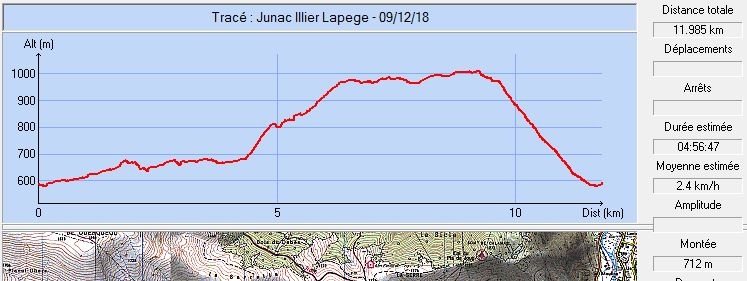 Tracé : Junac Illier Lapege - 09/12/18
Alt (m)
1000
900
800
700
600
0
5
10
Dist (km)
Distance totale
11.985 km
Déplacements
Arrêts
Durée estimée
04:56:47
Moyenne estimée
2.4 km/h
Amplitude
Montée
712 m